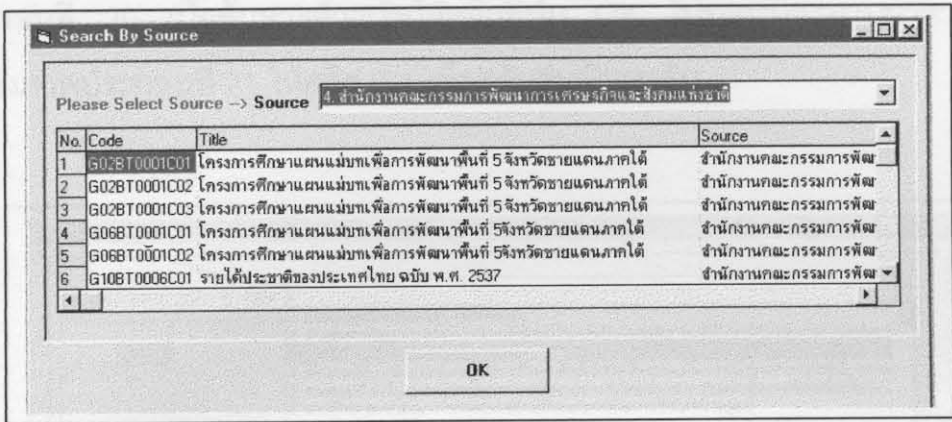 Search By Source
Please Select Source --> Source 4. สำนักงานคณะกรรมการพัฒนาการเศรษฐกิจและสังคมแห่งชาติ
No. Code Title Source
1 G02BT0001C01 โครงการศึกษาแผนแม่บทเพื่อการพัฒนาพื้นที่ 5 จังหวัดชายแดนภาคใต้ สำนักงานคณะกรรมการพัฒ
2 G02BT0001C02 โครงการศึกษาแผนแม่บทเพื่อการพัฒนาพื้นที่ 5 จังหวัดชายแดนภาคใต้ สำนักงานคณะกรรมการพัฒ
3 G02BT0001C03 โครงการศึกษาแผนแม่บทเพื่อการพัฒนาพื้นที่ 5 จังหวัดชายแดนภาคใต้ สำนักงานคณะกรรมการพัฒ
4 G06BT0001C01 โครงการศึกษาแผนแม่บทเพื่อการพัฒนาพื้นที่ 5จังหวัดชายแดนภาคใต้ สำนักงานคณะกรรมการพัฒ
5 G06BT0001C02 โครงการศึกษาแผนแม่บทเพื่อการพัฒนาพื้นที่ 5จังหวัดชายแดนภาคใต้ สำนักงานคณะกรรมการพัฒ
6 G10BT0006C01 รายได้ประชาชาติของประเทศไทย ฉบับ พ.ศ. 2537 สำนักงานคณะกรรมการพัฒ
OK